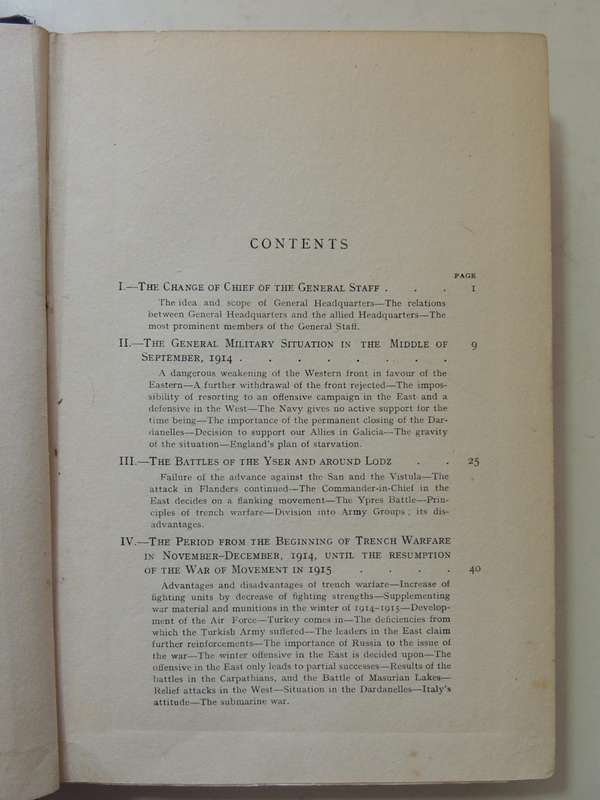 CONTENTS
PAGE
I.—The Change of Chief of the General Staff . . . 1
The idea and scope of General Headquarters—The relations
between General Headquarters and the allied Headquarters—The
most prominent members of the General Staff.
II.—The General Military Situation in the Middle of 9
September, 1914 . . . . . . . .
A dangerous weakening of the Western front in favour of the
Eastern—A further withdrawal of the front rejected—The impos-
sibility of resorting to an offensive campaign in the East and a
defensive in the West—The Navy gives no active support for the
time being—The importance of the permanent closing of the Dar-
danelles—Decision to support our Allies in Galicia—The gravity
of the situation—England's plan of starvation.
III.—The Battles of the Yser and around Lodz . . 25
Failure of the advance against the San and the Vistula—The
attack in Flanders continued—The Commander-in-Chief in the
East decides on a flanking movement—The Ypres Battle—Prin-
ciples of trench warfare—Division into Army Groups; its dis-
advantages.
IV.—The Period from the Beginning of Trench Warfare
in November–December, 1914, until the resumption
of the War of Movement in 1915 . . . . 40
Advantages and disadvantages of trench warfare—Increase of
fighting units by decrease of fighting strengths—Supplementing
war material and munitions in the winter of 1914-1915—Develop-
ment of the Air Force—Turkey comes in—The deficiencies from
which the Turkish Army suffered—The leaders in the East claim
further reinforcements—The importance of Russia to the issue of
the war—The winter offensive in the East is decided upon—The
offensive in the East only leads to partial successes—Results of the
battles in the Carpathians, and the Battle of Masurian Lakes—
Relief attacks in the West—Situation in the Dardanelles—Italy's
attitude—The submarine war.